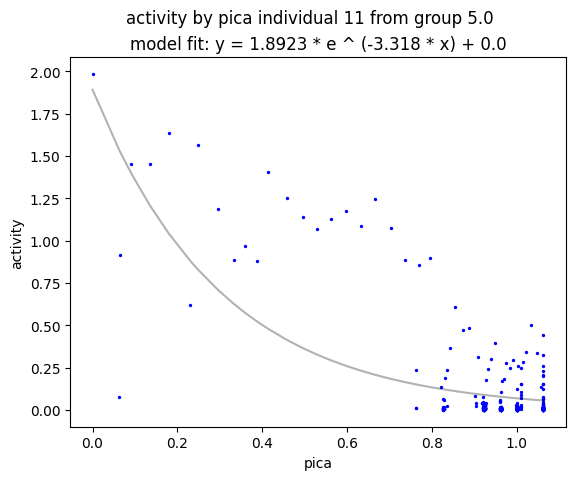 activity by pica individual 11 from group 5.0
model fit: y = 1.8923 * e ^ (-3.318 * x) + 0.0
2.00
1.75
1.50
1.25
1.00
0.75
0.50
0.25
0.00
activity
0.0 0.2 0.4 0.6 0.8 1.0
pica